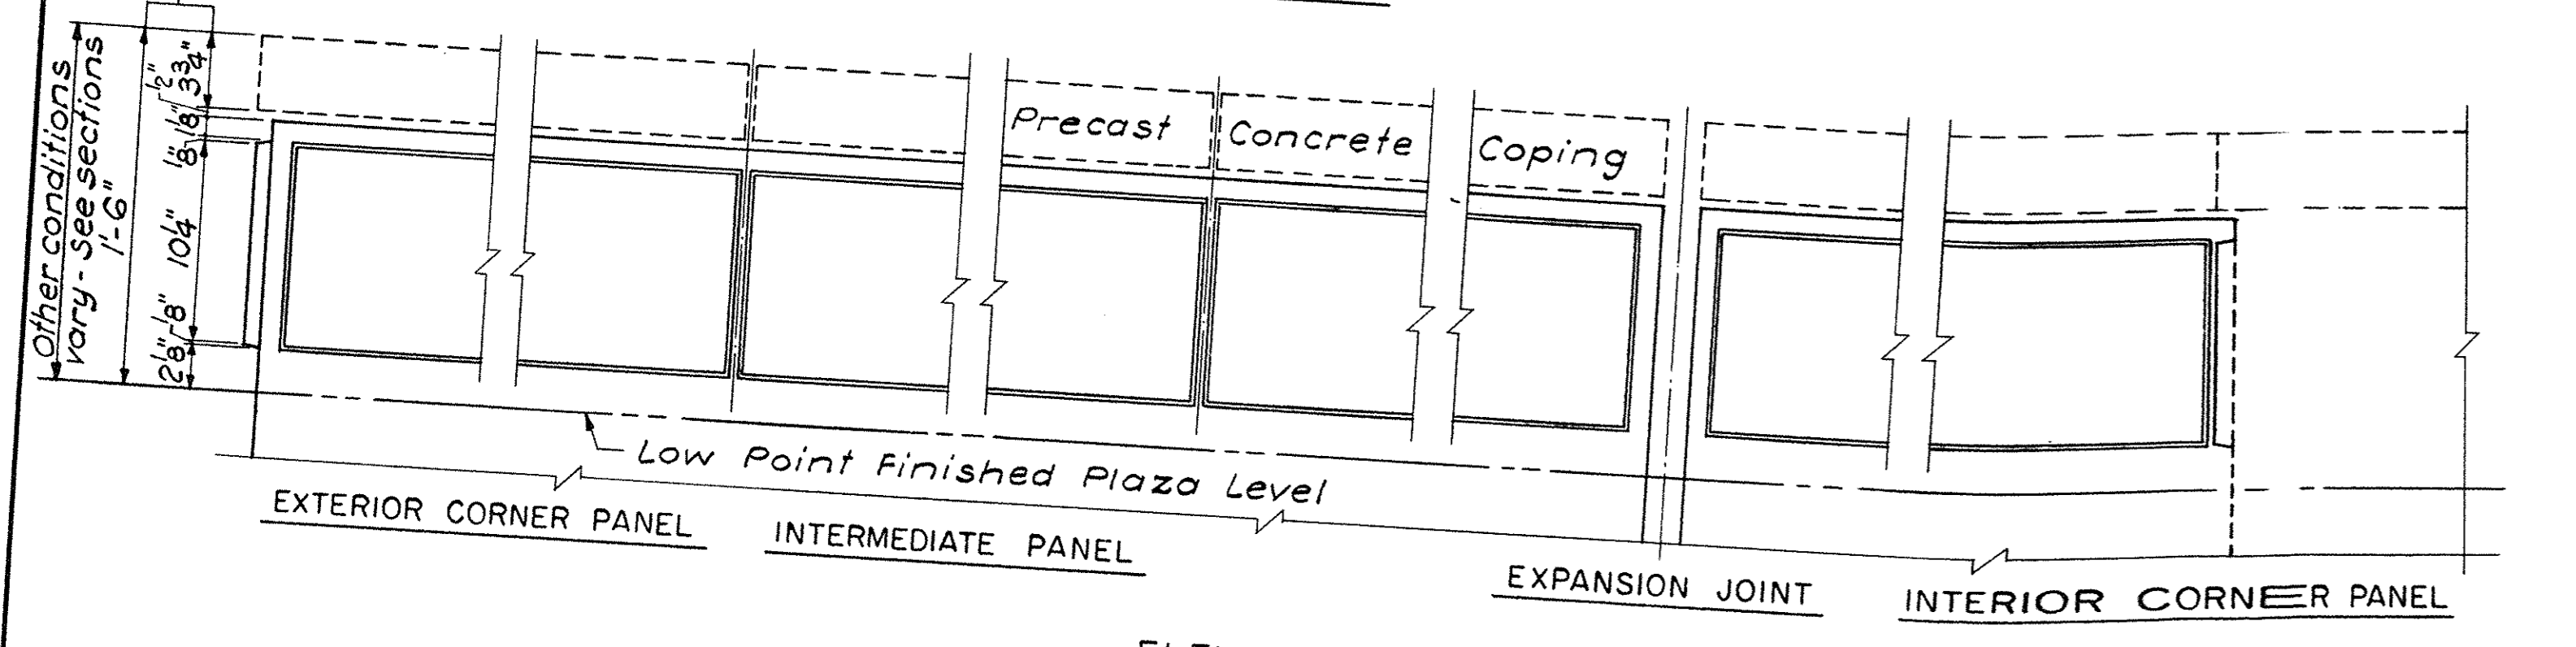 Other conditions
vary - See sections
1'-6"
3 3/4"
1/2"
1/8"
1/8"
10 1/4"
1/8"
2 1/8"
Precast Concrete Coping
Low Point Finished Plaza Level
EXTERIOR CORNER PANEL
INTERMEDIATE PANEL
EXPANSION JOINT
INTERIOR CORNER PANEL